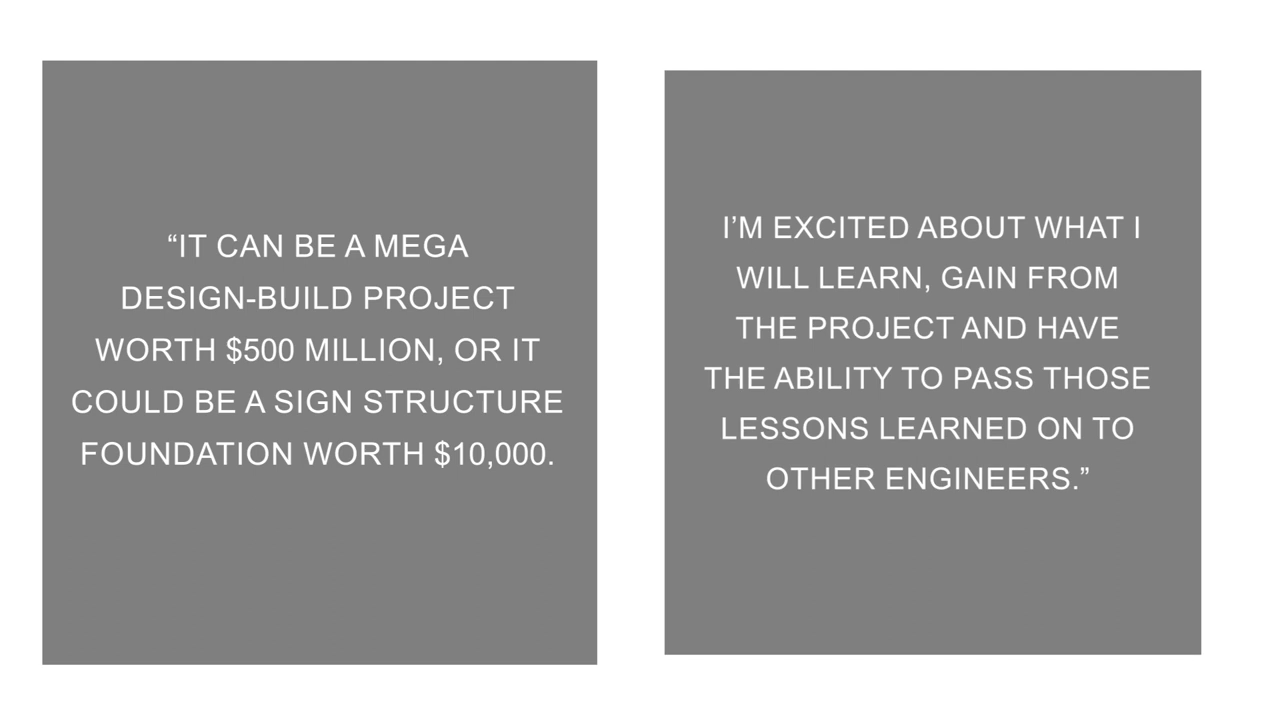 “IT CAN BE A MEGA
DESIGN-BUILD PROJECT
WORTH $500 MILLION, OR IT
COULD BE A SIGN STRUCTURE
FOUNDATION WORTH $10,000.
I’M EXCITED ABOUT WHAT I
WILL LEARN, GAIN FROM
THE PROJECT AND HAVE
THE ABILITY TO PASS THOSE
LESSONS LEARNED ON TO
OTHER ENGINEERS.”